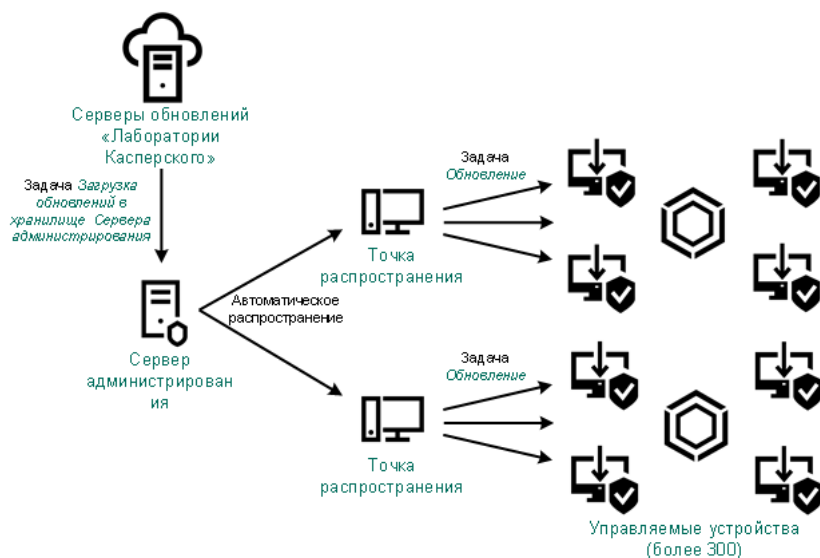 Серверы обновлений
«Лаборатории
Касперского»
Задача Загрузка
обновлений в
хранилище Сервера
администрирования
Сервер
администрирован
ия
Автоматическое
распространение
Точка
распространения
Задача
Обновление
Точка
распространения
Задача
Обновление
Управляемые устройства
(более 300)